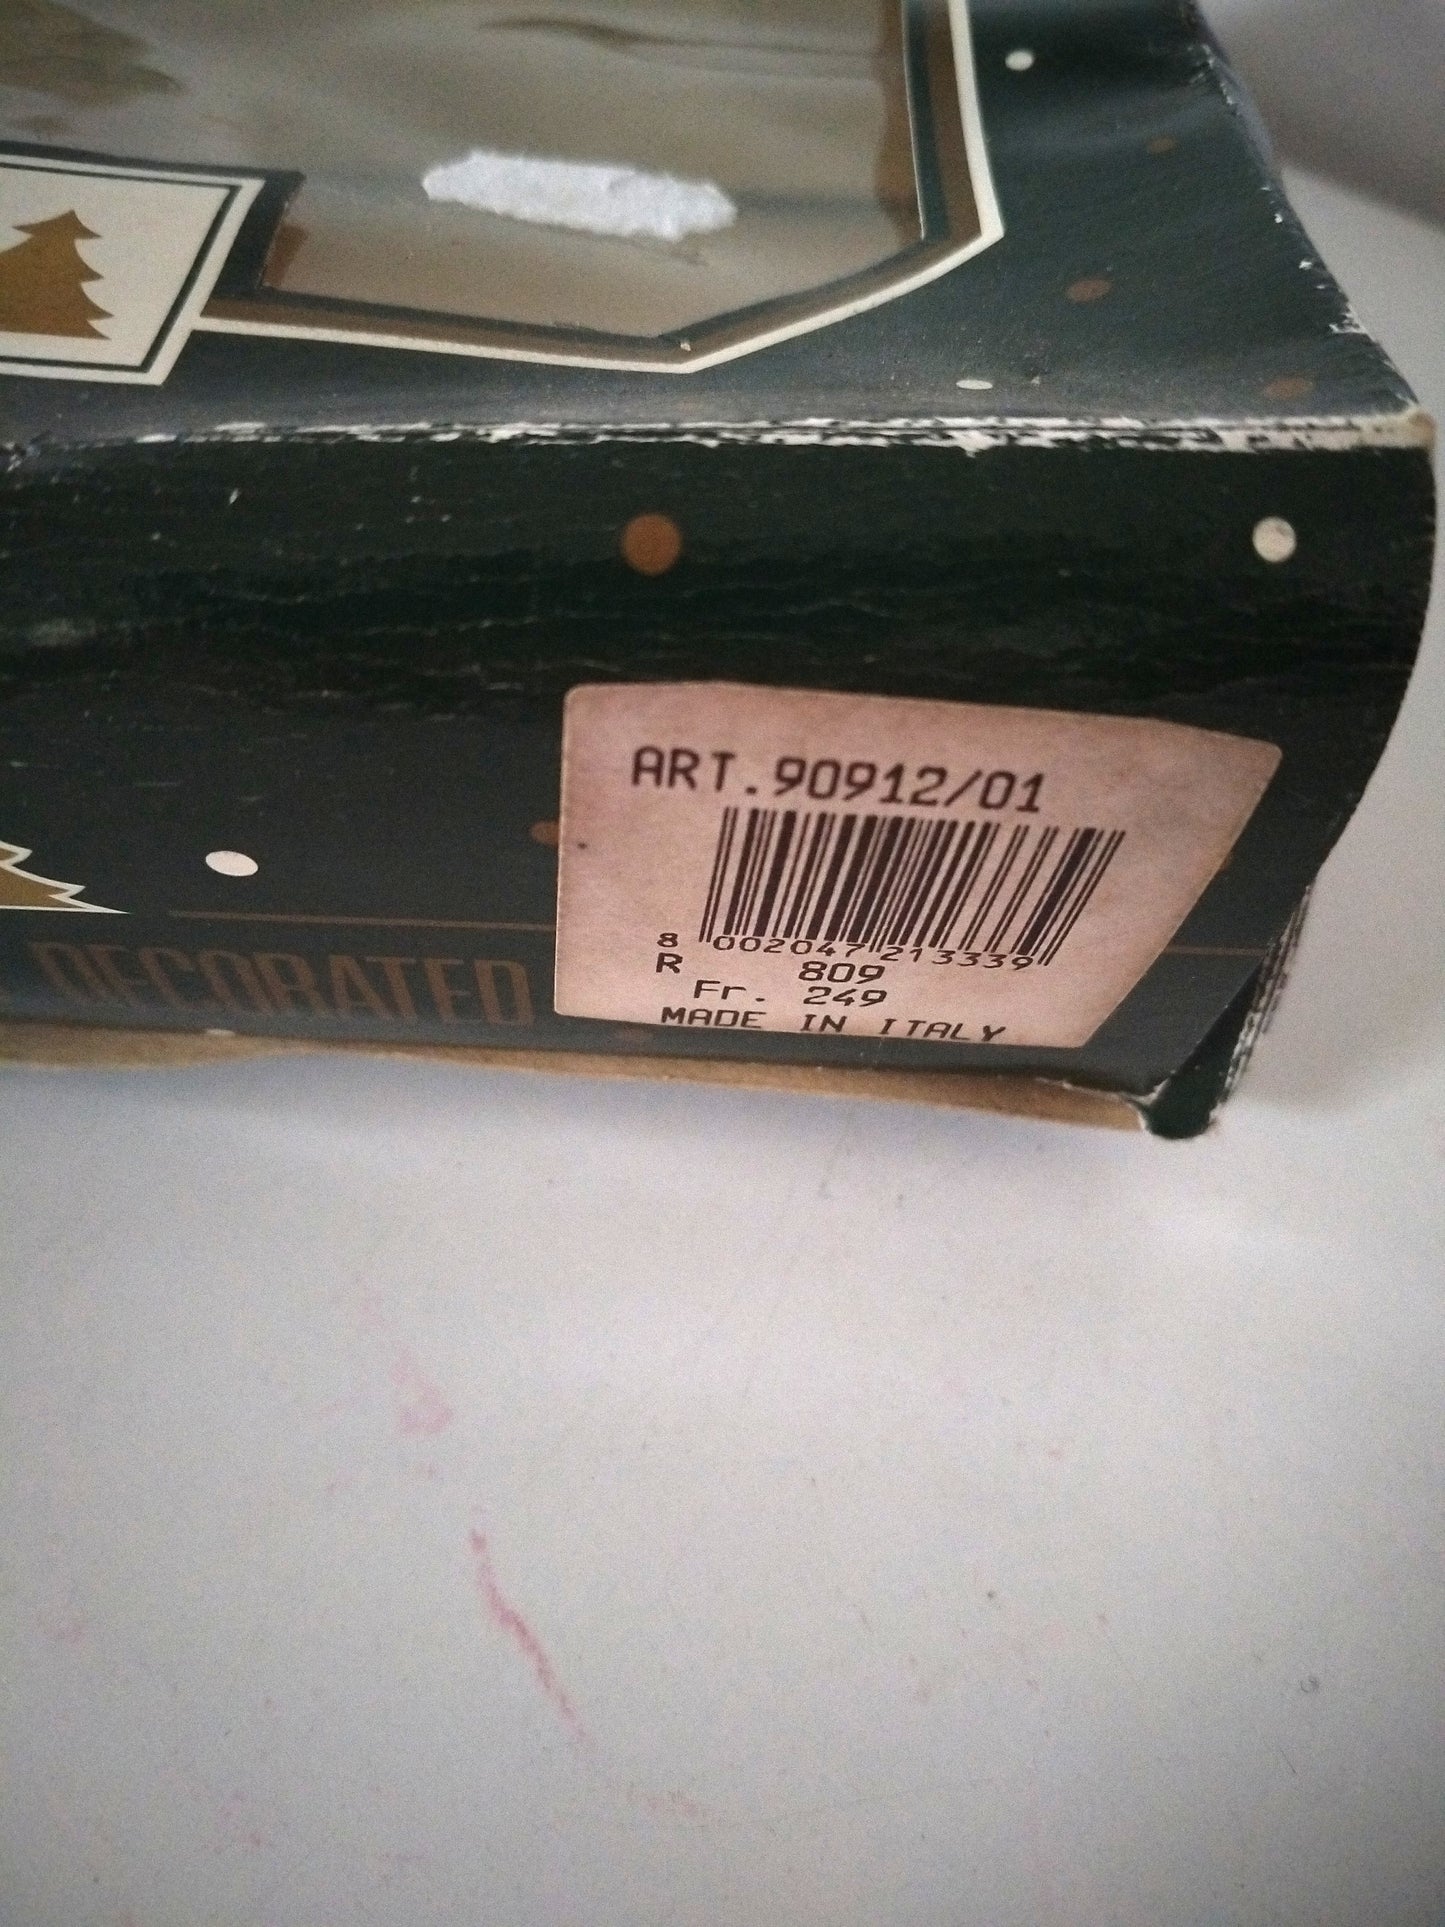 ART.90912/01
8 002047 213339
R 809
Fr. 249
MADE IN ITALY
DECORATED